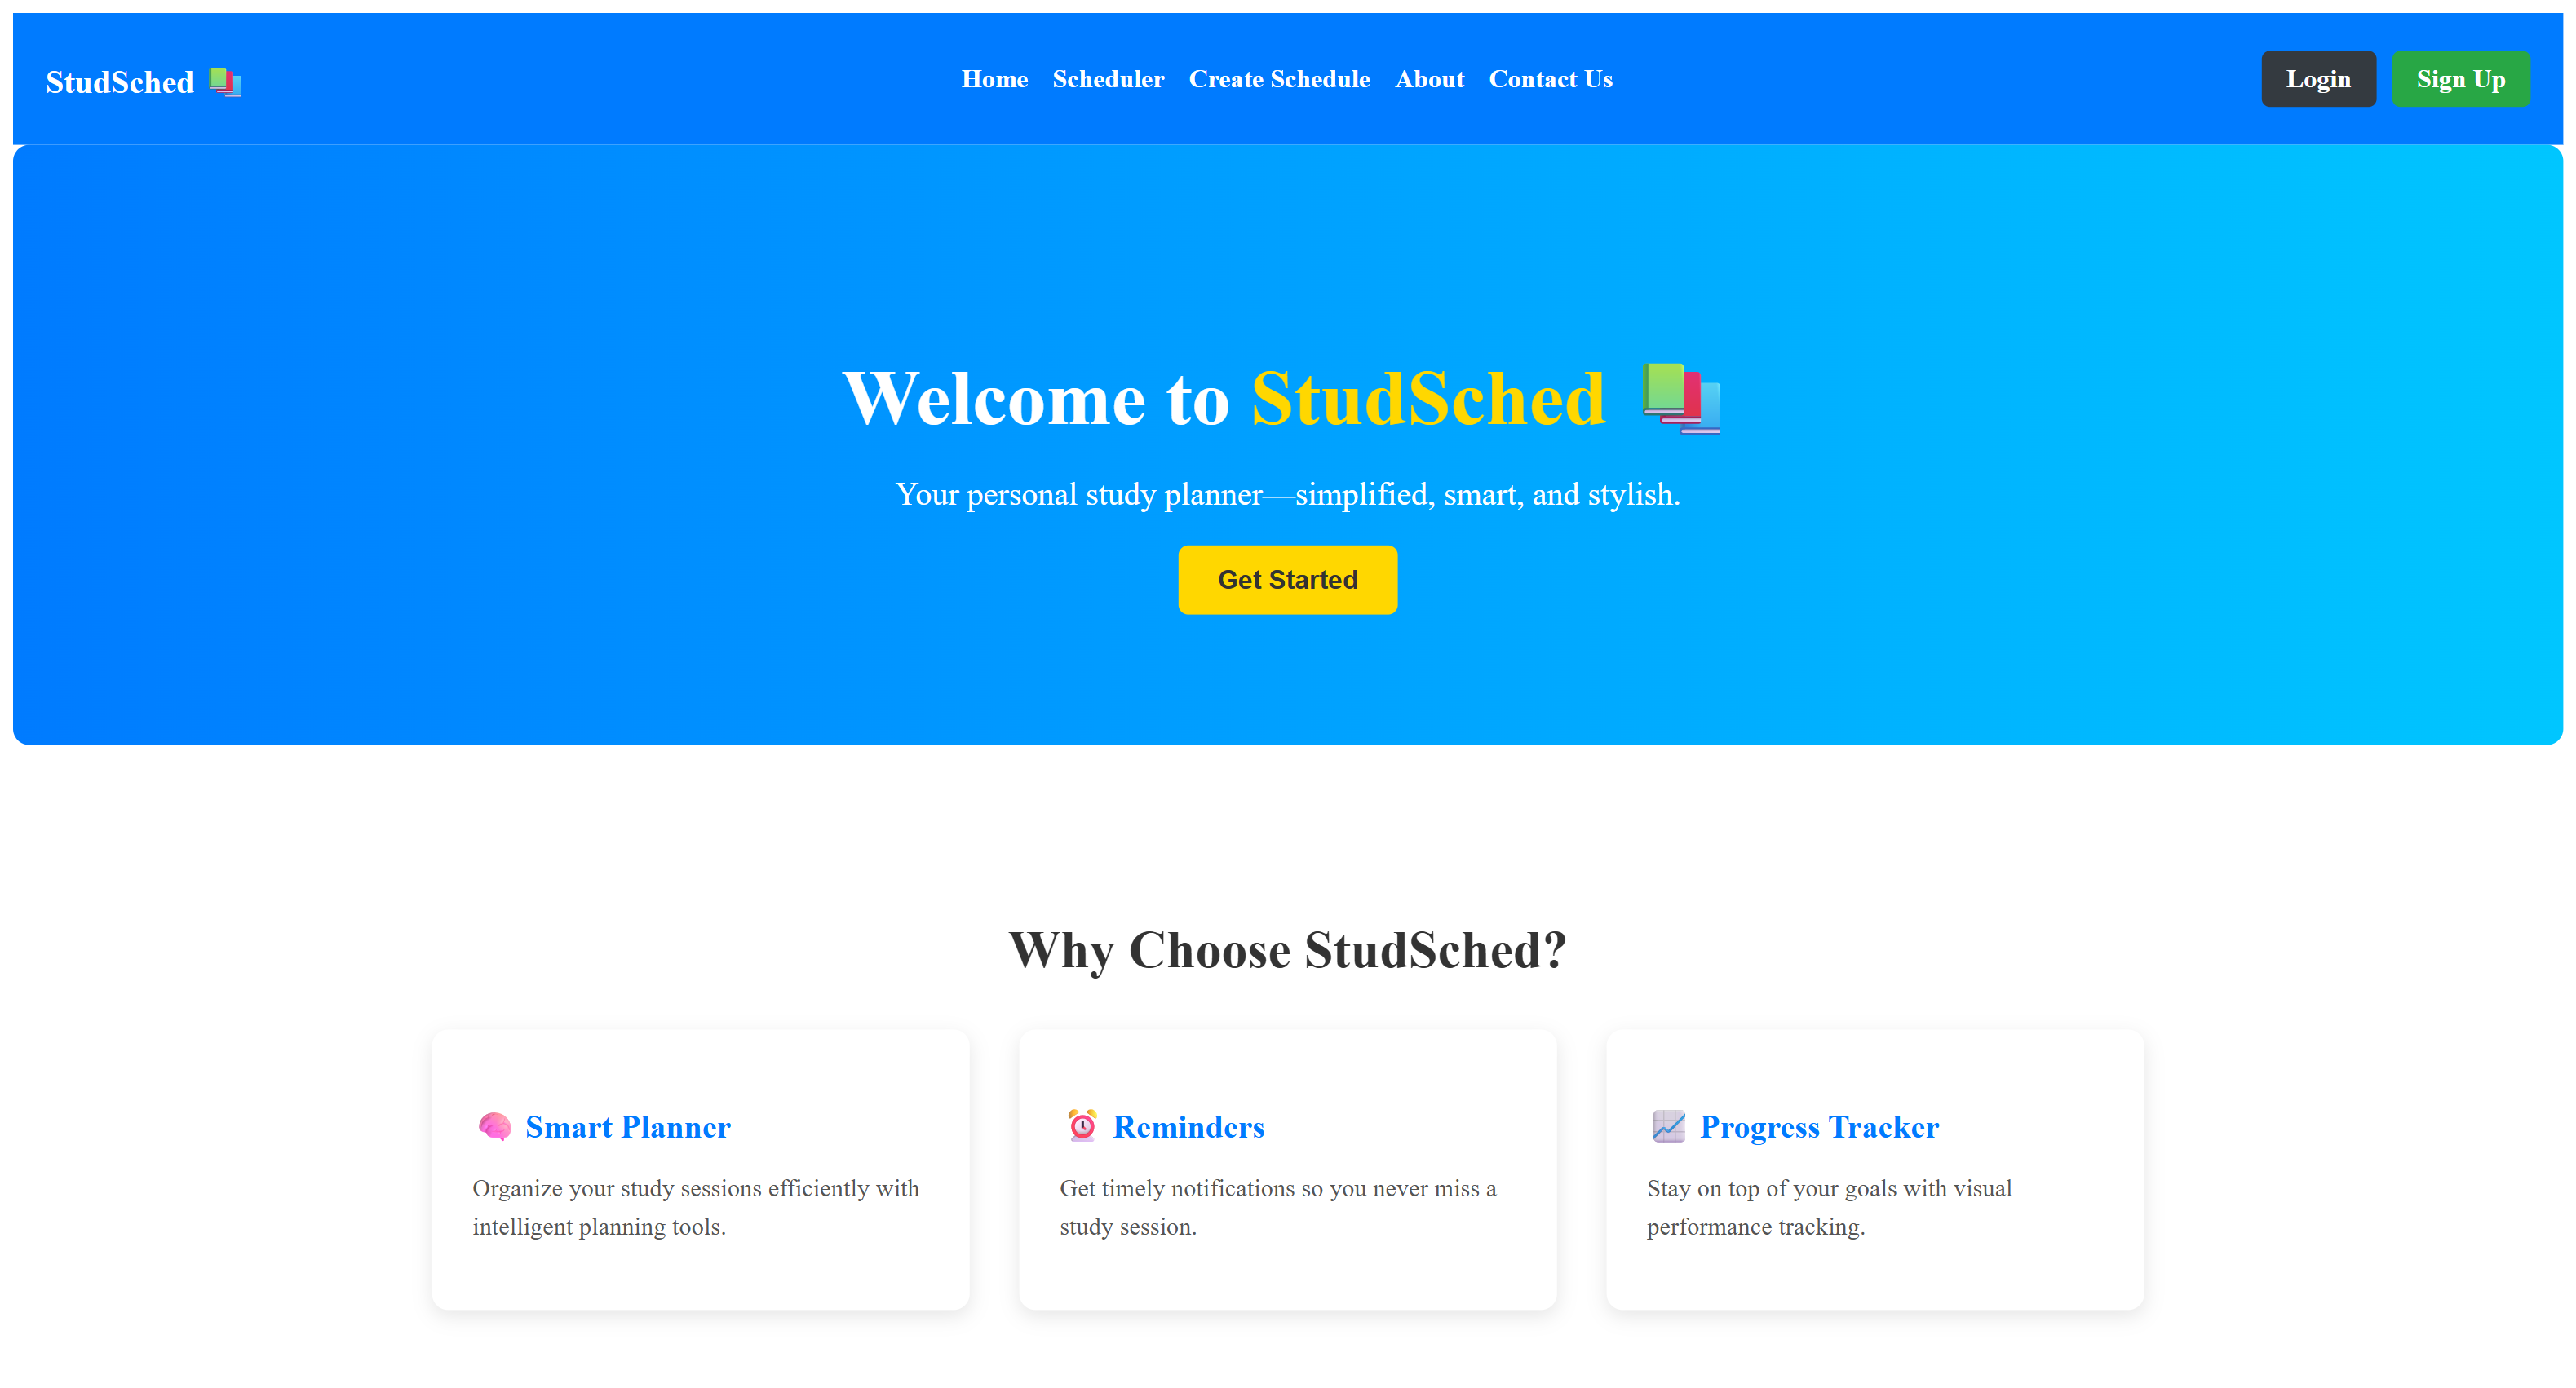 StudSched 📚
Home Scheduler Create Schedule About Contact Us
Login Sign Up
Welcome to StudSched 📚
Your personal study planner—simplified, smart, and stylish.
Get Started
Why Choose StudSched?
🧠 Smart Planner
Organize your study sessions efficiently with
intelligent planning tools.
⏰ Reminders
Get timely notifications so you never miss a
study session.
📈 Progress Tracker
Stay on top of your goals with visual
performance tracking.